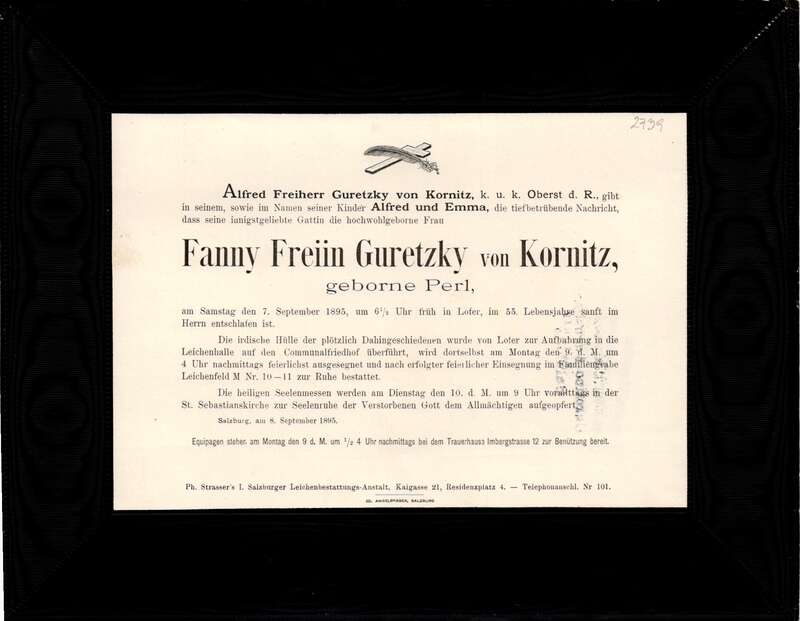 2739
Alfred Freiherr Guretzky von Kornitz, k. u. k. Oberst d. R., gibt
in seinem, sowie im Namen seiner Kinder Alfred und Emma, die tiefbetrübende Nachricht,
dass seine innigstgeliebte Gattin die hochwohlgeborne Frau
Fanny Freiin Guretzky von Kornitz,
geborne Perl,
am Samstag den 7. September 1895, um 6½ Uhr früh in Lofer, im 55. Lebensjahre sanft im
Herrn entschlafen ist.
Die irdische Hülle der plötzlich Dahingeschiedenen wurde von Lofer zur Aufbahrung in die
Leichenhalle auf den Communalfriedhof überführt, wird dortselbst am Montag den 9. d. M. um
4 Uhr nachmittags feierlichst ausgesegnet und nach erfolgter feierlicher Einsegnung im Familiengrabe
Leichenfeld M Nr. 10–11 zur Ruhe bestattet.
Die heiligen Seelenmessen werden am Dienstag den 10. d. M. um 9 Uhr vormittags in der
St. Sebastianskirche zur Seelenruhe der Verstorbenen Gott dem Allmächtigen aufgeopfert.
Salzburg, am 8. September 1895.
Equipagen stehen am Montag den 9 d. M. um ½ 4 Uhr nachmittags bei dem Trauerhauss Imbergstrasse 12 zur Benützung bereit.
Ph. Strasser's I. Salzburger Leichenbestattungs-Anstalt, Kaigasse 21, Residenzplatz 4. — Telephonanschl. Nr 101.